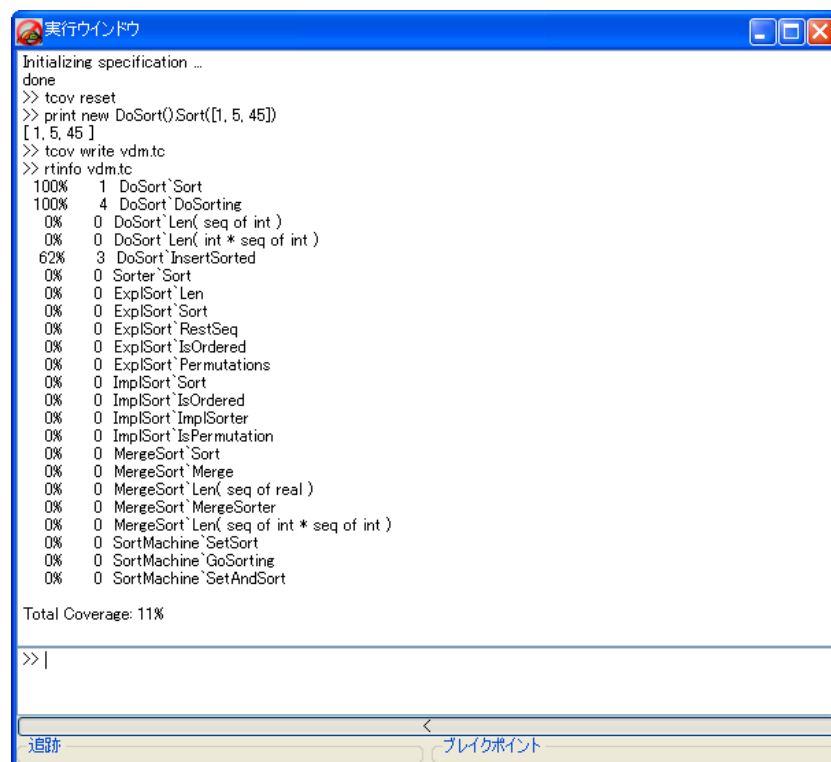 実行ウインドウ
Initializing specification ...
done
>> tcov reset
>> print new DoSort().Sort([1, 5, 45])
[ 1, 5, 45 ]
>> tcov write vdm.tc
>> rtinfo vdm.tc
100% 1 DoSort`Sort
100% 4 DoSort`DoSorting
0% 0 DoSort`Len( seq of int )
0% 0 DoSort`Len( int * seq of int )
62% 3 DoSort`InsertSorted
0% 0 Sorter`Sort
0% 0 ExplSort`Len
0% 0 ExplSort`Sort
0% 0 ExplSort`RestSeq
0% 0 ExplSort`IsOrdered
0% 0 ExplSort`Permutations
0% 0 ImplSort`Sort
0% 0 ImplSort`IsOrdered
0% 0 ImplSort`ImplSorter
0% 0 ImplSort`IsPermutation
0% 0 MergeSort`Sort
0% 0 MergeSort`Merge
0% 0 MergeSort`Len( seq of real )
0% 0 MergeSort`MergeSorter
0% 0 MergeSort`Len( seq of int * seq of int )
0% 0 SortMachine`SetSort
0% 0 SortMachine`GoSorting
0% 0 SortMachine`SetAndSort
Total Coverage: 11%
>>
<
追跡 ブレイクポイント